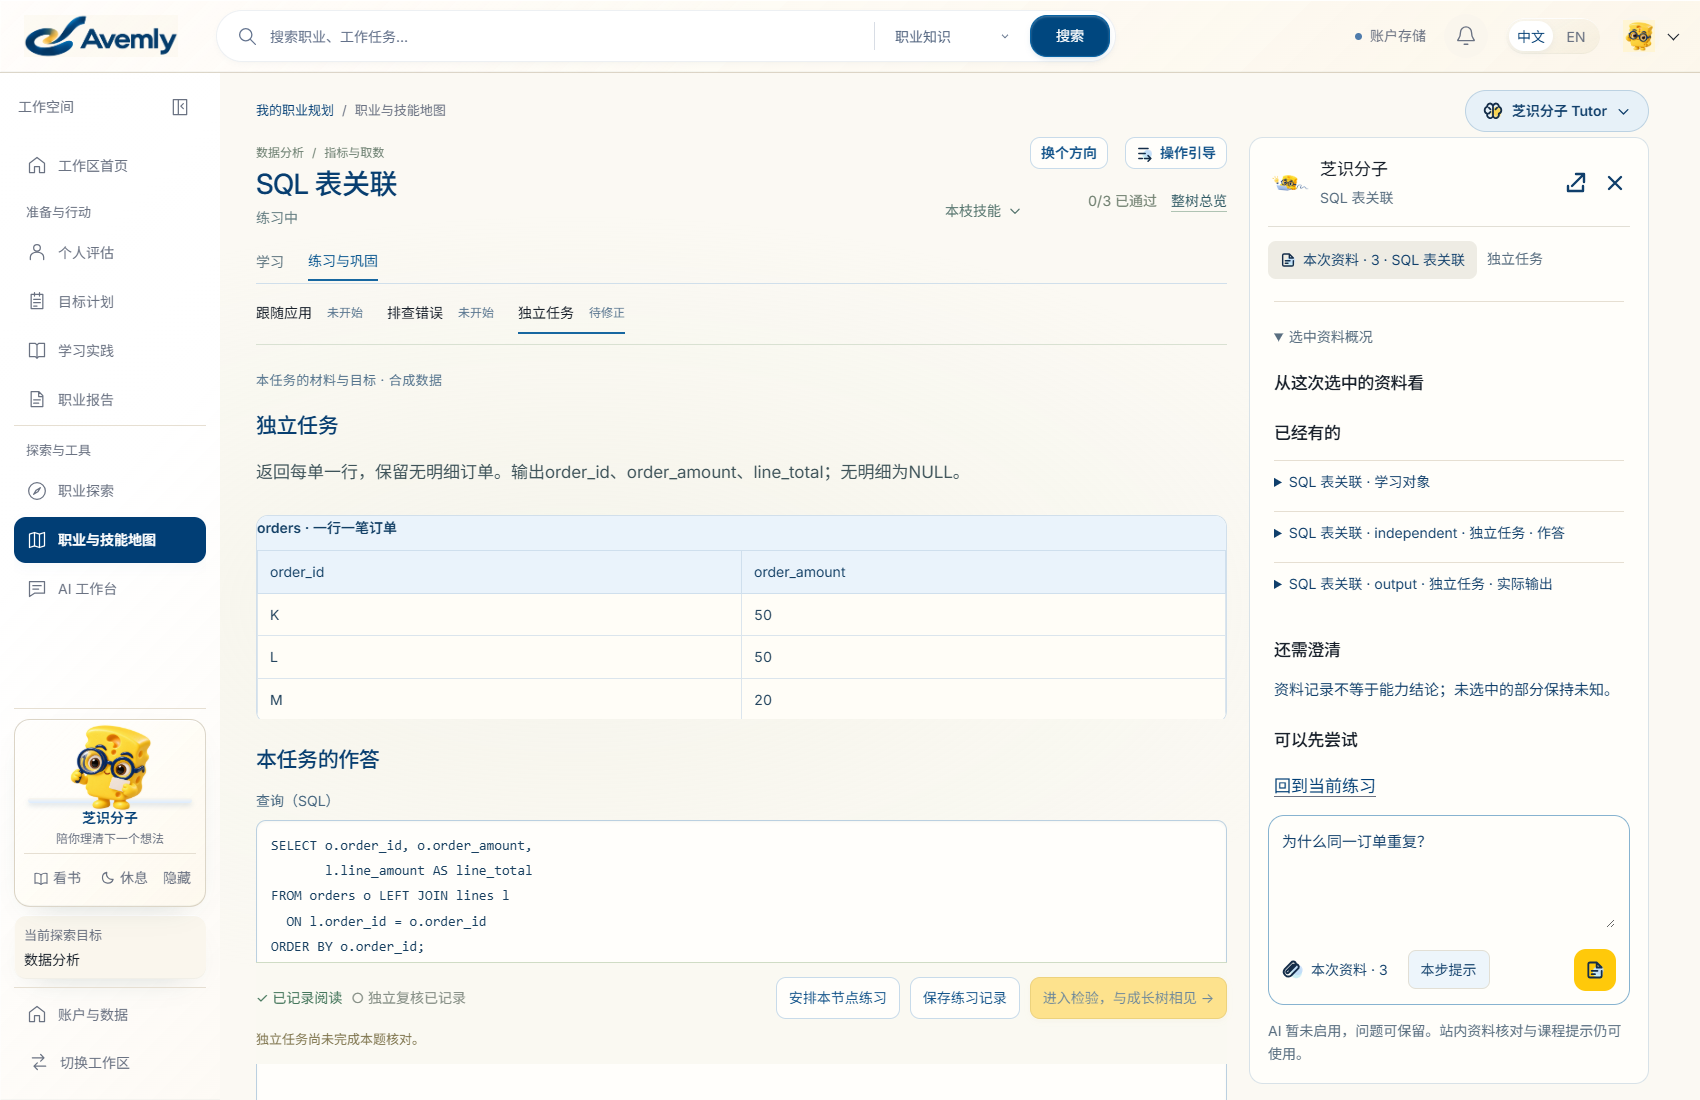 Avemly
搜索职业、工作任务...
职业知识
搜索
账户存储
中文
EN
工作空间
工作区首页
准备与行动
个人评估
目标计划
学习实践
职业报告
探索与工具
职业探索
职业与技能地图
AI 工作台
芝识分子
陪你理清下一个想法
看书
休息
隐藏
当前探索目标
数据分析
账户与数据
切换工作区
我的职业规划 / 职业与技能地图
数据分析 / 指标与取数
SQL 表关联
练习中
换个方向
操作引导
本枝技能
0/3 已通过
整树总览
学习
练习与巩固
跟随应用 未开始
排查错误 未开始
独立任务 待修正
本任务的材料与目标 · 合成数据
独立任务
返回每单一行，保留无明细订单。输出order_id、order_amount、line_total；无明细为NULL。
orders · 一行一笔订单
order_id order_amount
K 50
L 50
M 20
本任务的作答
查询（SQL）
SELECT o.order_id, o.order_amount,
l.line_amount AS line_total
FROM orders o LEFT JOIN lines l
ON l.order_id = o.order_id
ORDER BY o.order_id;
已记录阅读
独立复核已记录
安排本节点练习
保存练习记录
进入检验，与成长树相见 →
独立任务尚未完成本题核对。
芝识分子 Tutor
芝识分子
SQL 表关联
本次资料 · 3 · SQL 表关联
独立任务
选中资料概况
从这次选中的资料看
已经有的
SQL 表关联 · 学习对象
SQL 表关联 · independent · 独立任务 · 作答
SQL 表关联 · output · 独立任务 · 实际输出
还需澄清
资料记录不等于能力结论；未选中的部分保持未知。
可以先尝试
回到当前练习
为什么同一订单重复？
本次资料 · 3
本步提示
AI 暂未启用，问题可保留。站内资料核对与课程提示仍可
使用。